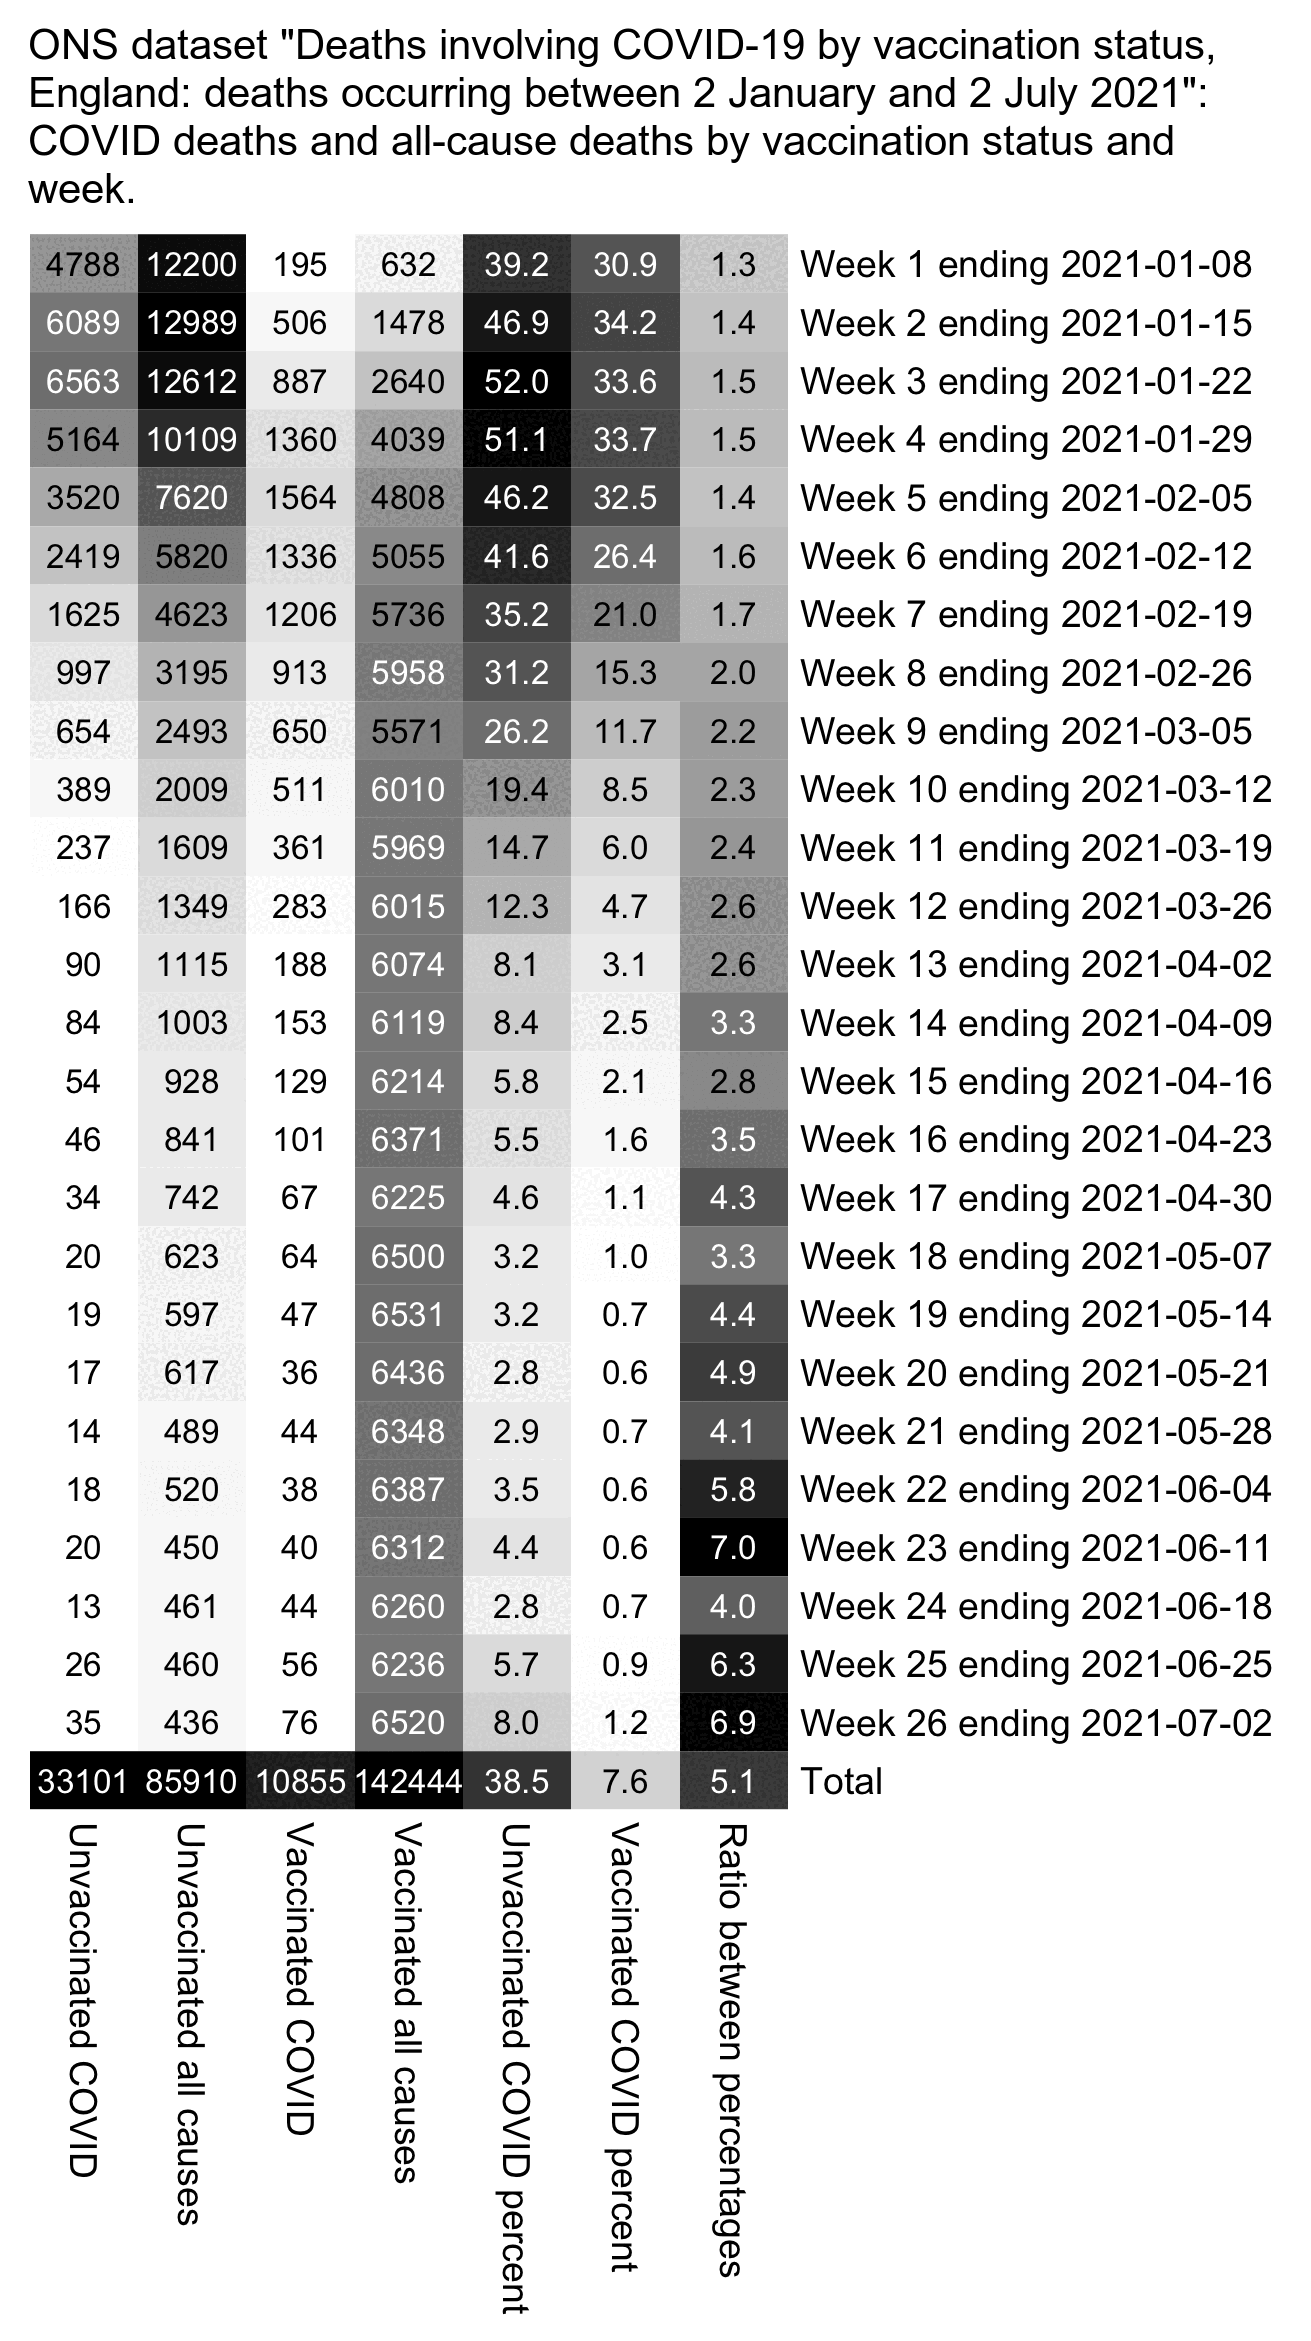 ONS dataset "Deaths involving COVID-19 by vaccination status,
England: deaths occurring between 2 January and 2 July 2021":
COVID deaths and all-cause deaths by vaccination status and
week.
4788 12200 195 632 39.2 30.9 1.3 Week 1 ending 2021-01-08
6089 12989 506 1478 46.9 34.2 1.4 Week 2 ending 2021-01-15
6563 12612 887 2640 52.0 33.6 1.5 Week 3 ending 2021-01-22
5164 10109 1360 4039 51.1 33.7 1.5 Week 4 ending 2021-01-29
3520 7620 1564 4808 46.2 32.5 1.4 Week 5 ending 2021-02-05
2419 5820 1336 5055 41.6 26.4 1.6 Week 6 ending 2021-02-12
1625 4623 1206 5736 35.2 21.0 1.7 Week 7 ending 2021-02-19
997 3195 913 5958 31.2 15.3 2.0 Week 8 ending 2021-02-26
654 2493 650 5571 26.2 11.7 2.2 Week 9 ending 2021-03-05
389 2009 511 6010 19.4 8.5 2.3 Week 10 ending 2021-03-12
237 1609 361 5969 14.7 6.0 2.4 Week 11 ending 2021-03-19
166 1349 283 6015 12.3 4.7 2.6 Week 12 ending 2021-03-26
90 1115 188 6074 8.1 3.1 2.6 Week 13 ending 2021-04-02
84 1003 153 6119 8.4 2.5 3.3 Week 14 ending 2021-04-09
54 928 129 6214 5.8 2.1 2.8 Week 15 ending 2021-04-16
46 841 101 6371 5.5 1.6 3.5 Week 16 ending 2021-04-23
34 742 67 6225 4.6 1.1 4.3 Week 17 ending 2021-04-30
20 623 64 6500 3.2 1.0 3.3 Week 18 ending 2021-05-07
19 597 47 6531 3.2 0.7 4.4 Week 19 ending 2021-05-14
17 617 36 6436 2.8 0.6 4.9 Week 20 ending 2021-05-21
14 489 44 6348 2.9 0.7 4.1 Week 21 ending 2021-05-28
18 520 38 6387 3.5 0.6 5.8 Week 22 ending 2021-06-04
20 450 40 6312 4.4 0.6 7.0 Week 23 ending 2021-06-11
13 461 44 6260 2.8 0.7 4.0 Week 24 ending 2021-06-18
26 460 56 6236 5.7 0.9 6.3 Week 25 ending 2021-06-25
35 436 76 6520 8.0 1.2 6.9 Week 26 ending 2021-07-02
33101 85910 10855 142444 38.5 7.6 5.1 Total
Unvaccinated COVID
Unvaccinated all causes
Vaccinated COVID
Vaccinated all causes
Unvaccinated COVID percent
Vaccinated COVID percent
Ratio between percentages